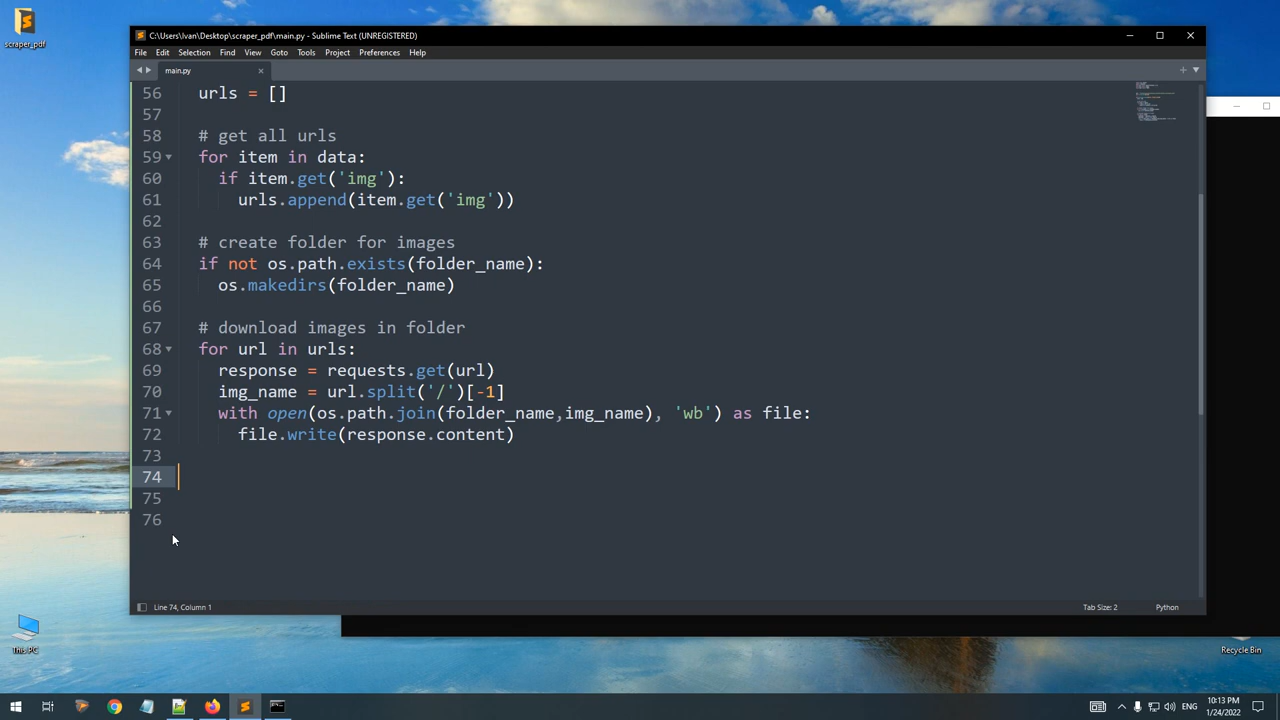 scraper_pdf
C:\Users\Ivan\Desktop\scraper_pdf\main.py - Sublime Text (UNREGISTERED)
File Edit Selection Find View Goto Tools Project Preferences Help
main.py
56 urls = []
57
58 # get all urls
59 for item in data:
60 if item.get('img'):
61 urls.append(item.get('img'))
62
63 # create folder for images
64 if not os.path.exists(folder_name):
65 os.makedirs(folder_name)
66
67 # download images in folder
68 for url in urls:
69 response = requests.get(url)
70 img_name = url.split('/')[-1]
71 with open(os.path.join(folder_name,img_name), 'wb') as file:
72 file.write(response.content)
73
74
75
76
Line 74, Column 1
Tab Size: 2
Python
This PC
Recycle Bin
ENG
10:13 PM
1/24/2022